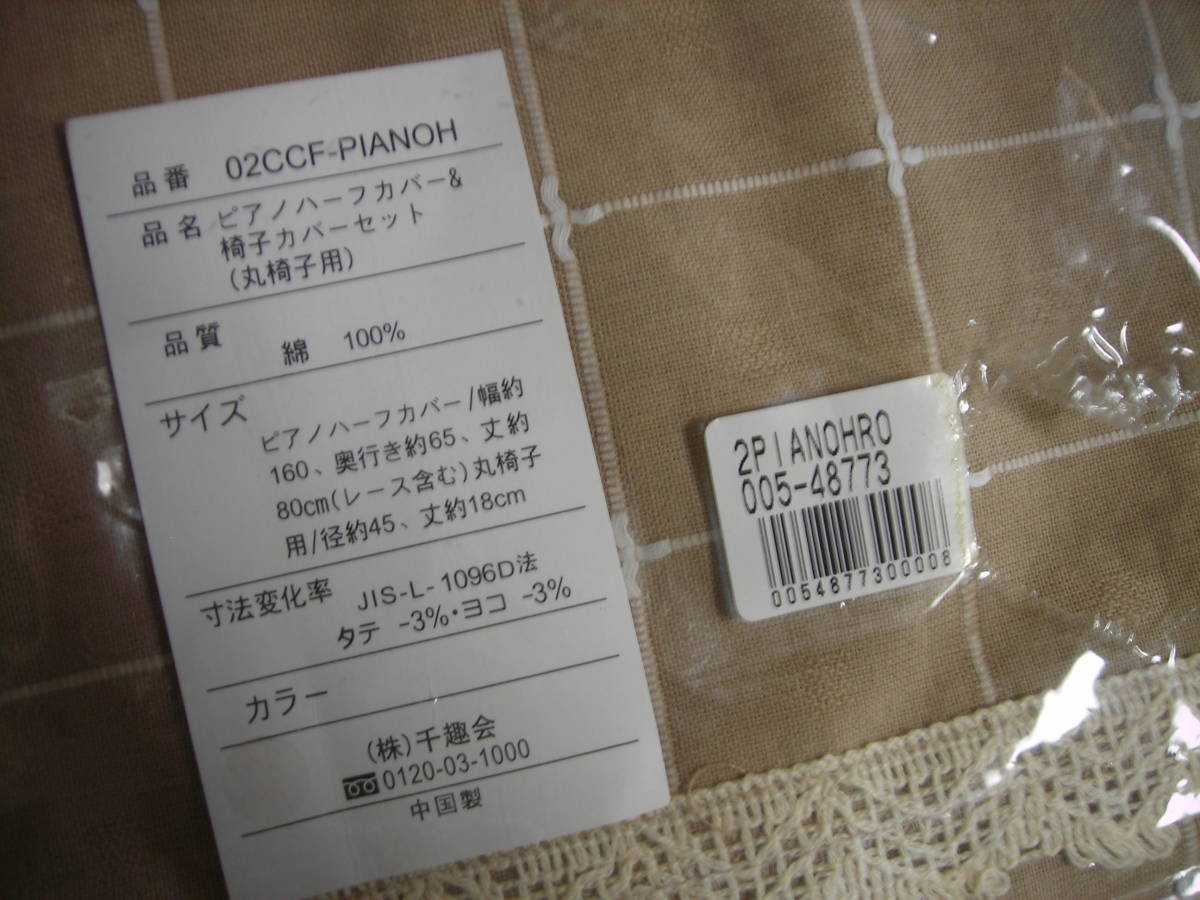 品番 02CCF-PIANOH
品名 ピアノハーフカバー&
椅子カバーセット
(丸椅子用)
品質 綿 100%
サイズ ピアノハーフカバー/幅約
160、奥行き約65、丈約
80㎝(レース含む)丸椅子
用/径約45、丈約18cm
寸法変化率 JIS-L-1096D法
タテ -3%・ヨコ -3%
カラー
(株)千趣会
0120-03-1000
中国製
2PIANOHRO
005-48773
0054877300008